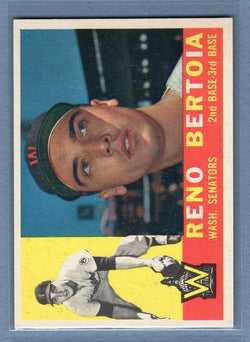 RENO BERTOIA
WASH. SENATORS 2nd BASE-3rd BASE
W
W